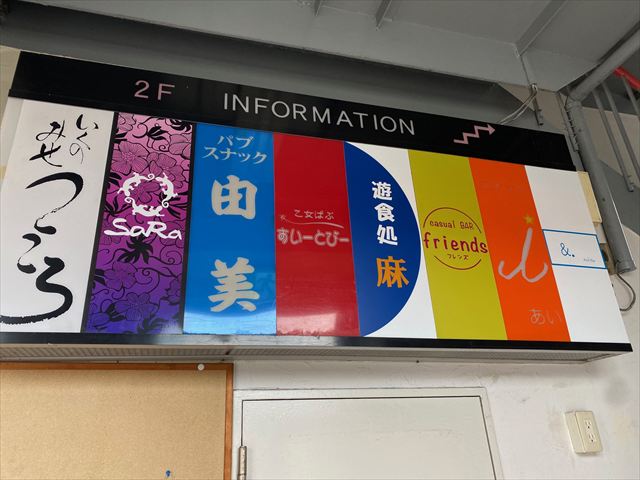 2F INFORMATION
いくの
みせ
つころ
SaRa
パブ
スナック
由美
乙女ぱぶ
すいーとぴー
遊食処
麻
casual BAR
friends
フレンズ
あい
&.